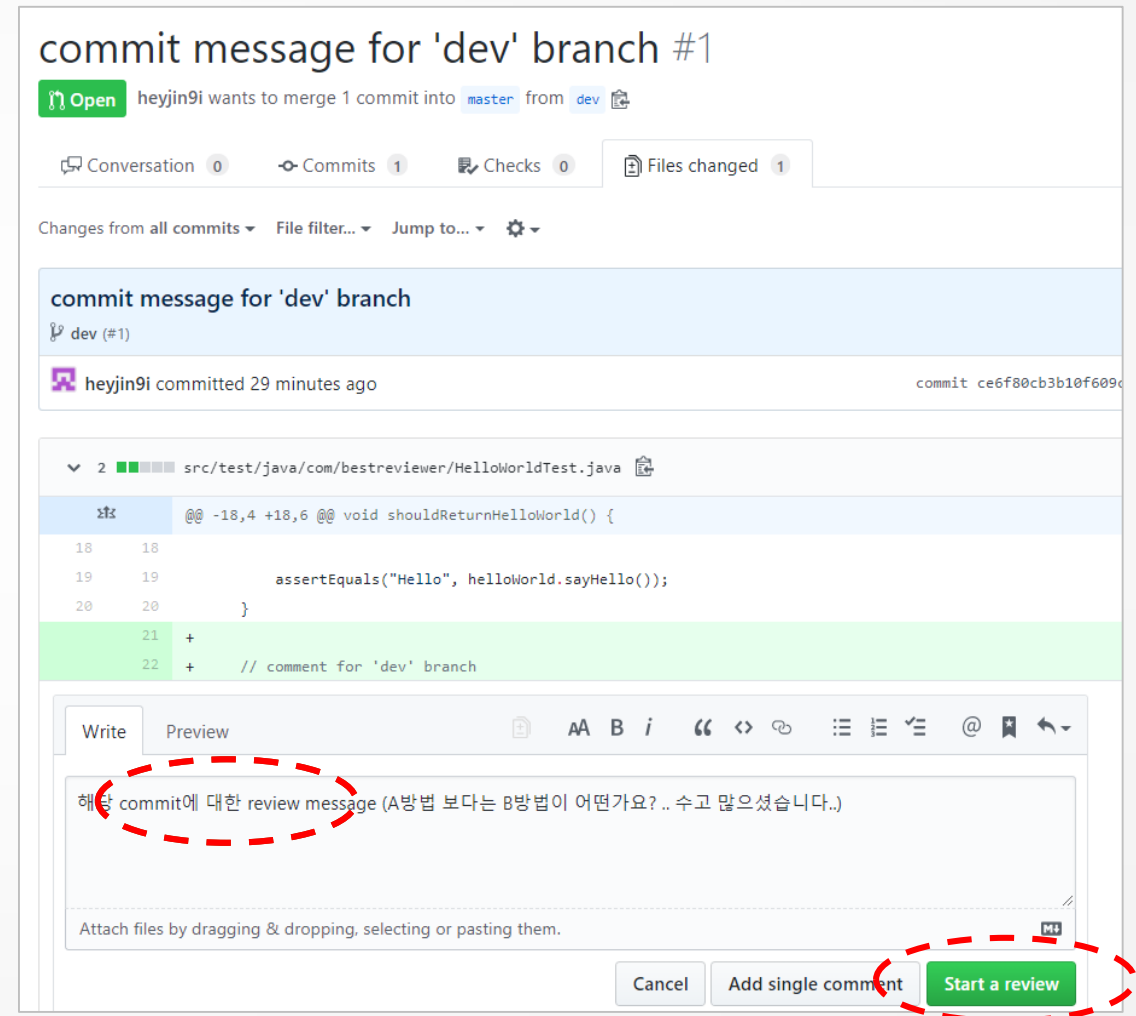 commit message for 'dev' branch #1
Open heyjin9i wants to merge 1 commit into master from dev
Conversation 0 Commits 1 Checks 0 Files changed 1
Changes from all commits File filter... Jump to...
commit message for 'dev' branch
dev (#1)
heyjin9i committed 29 minutes ago commit ce6f80cb3b10f609
2 src/test/java/com/bestreviewer/HelloWorldTest.java
@@ -18,4 +18,6 @@ void shouldReturnHelloWorld() {
18 18
19 19 assertEquals("Hello", helloWorld.sayHello());
20 20 }
21 +
22 + // comment for 'dev' branch
Write Preview AA B i “ <> @
해당 commit에 대한 review message (A방법 보다는 B방법이 어떤가요? .. 수고 많으셨습니다..)
Attach files by dragging & dropping, selecting or pasting them. M↓
Cancel Add single comment Start a review